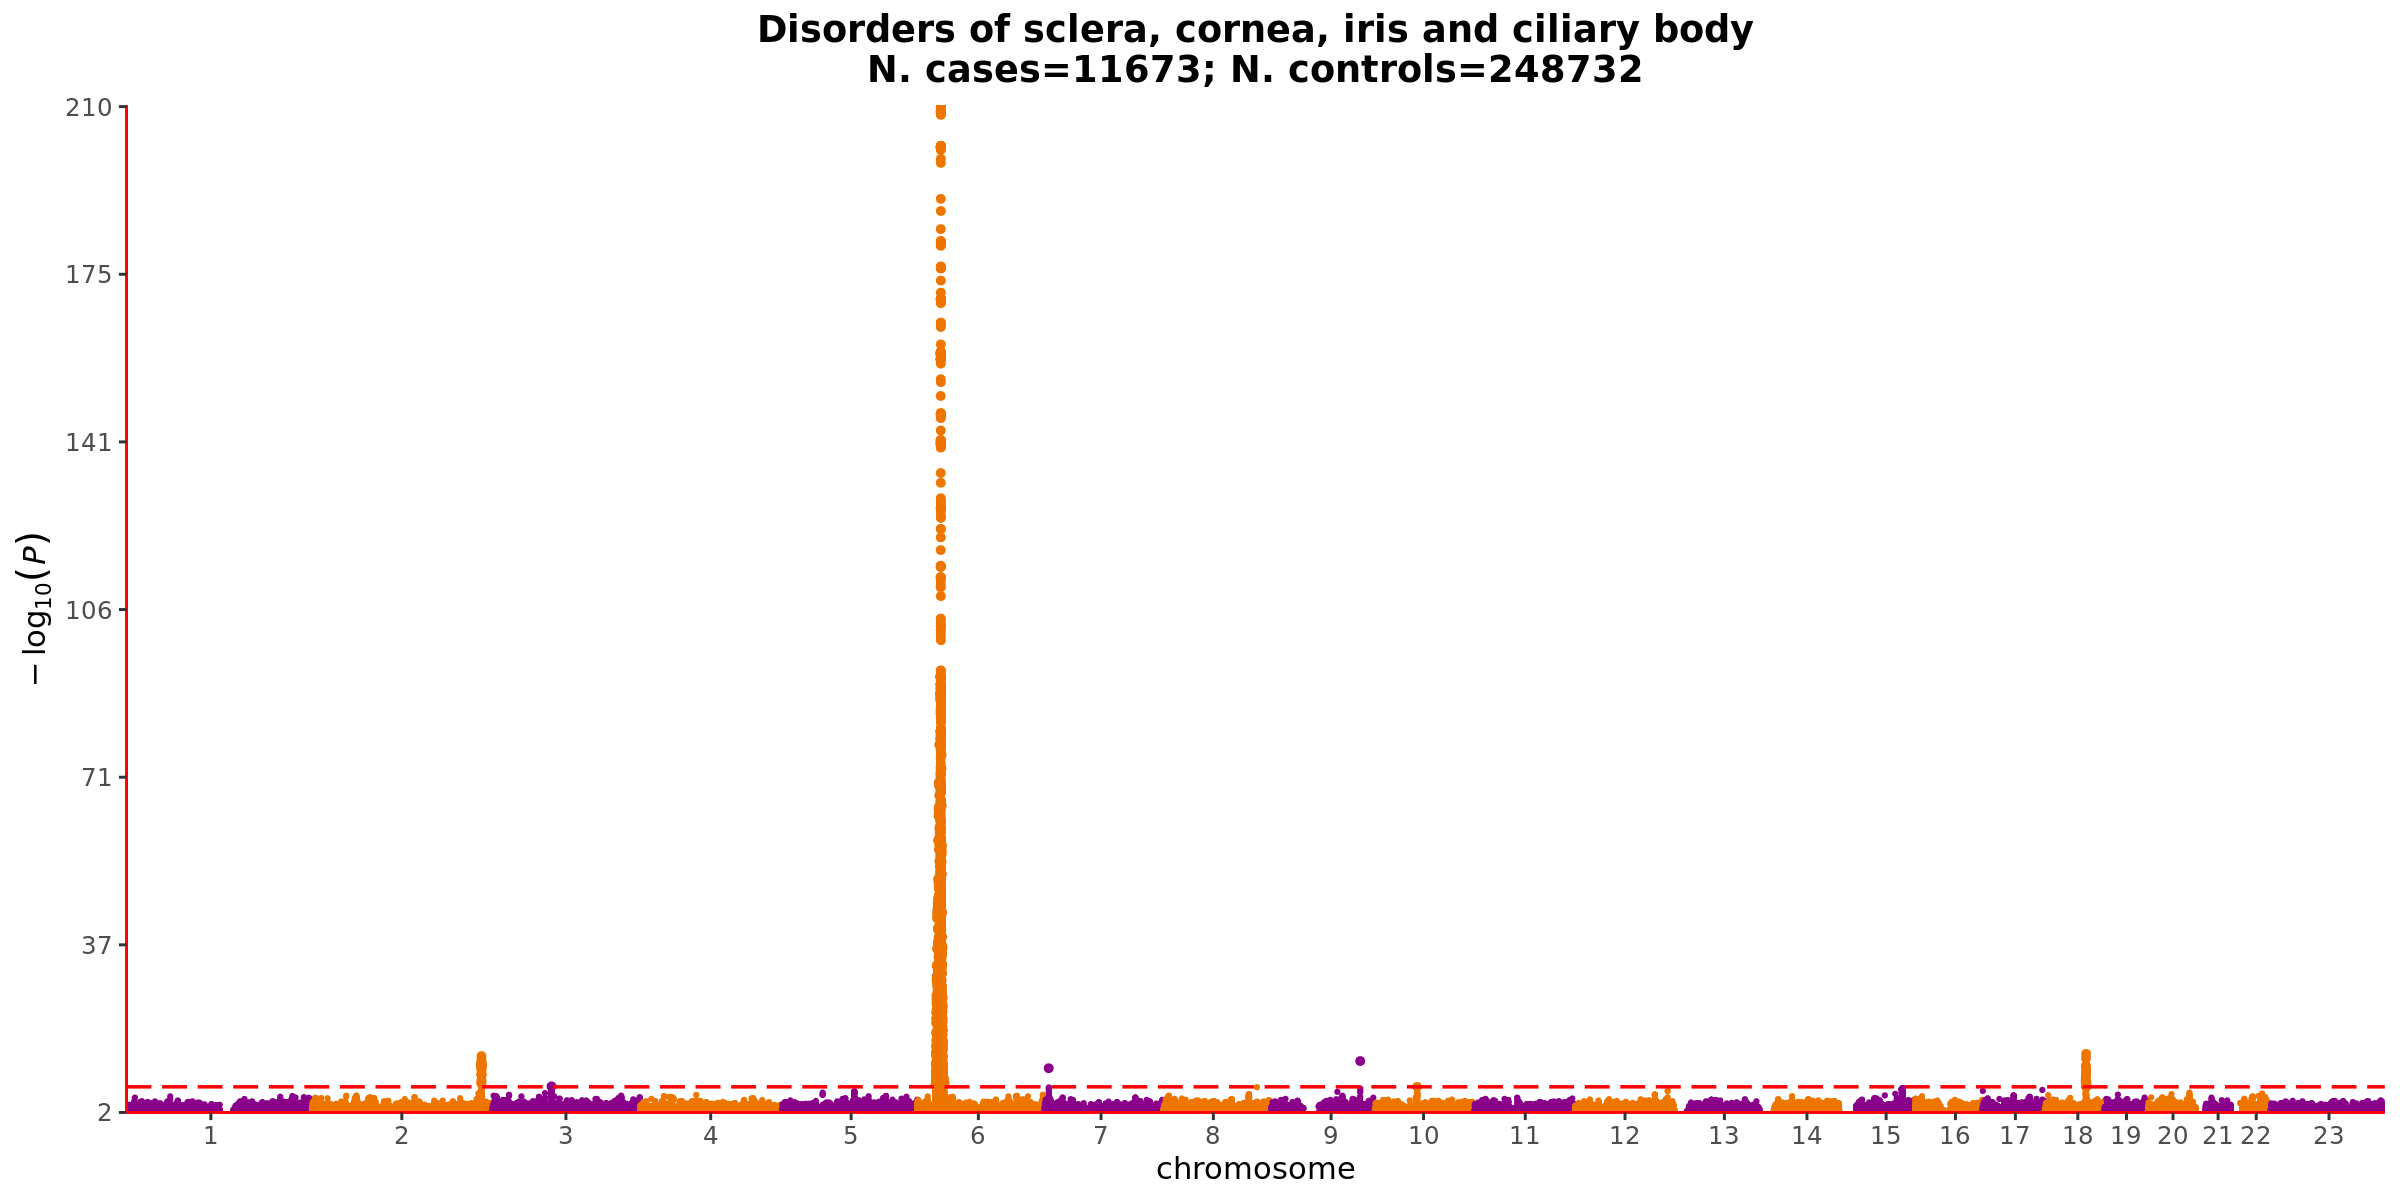 Disorders of sclera, cornea, iris and ciliary body
N. cases=11673; N. controls=248732
210
175
141
106
71
37
2
−log10(P)
1 2 3 4 5 6 7 8 9 10 11 12 13 14 15 16 17 18 19 20 21 22 23
chromosome